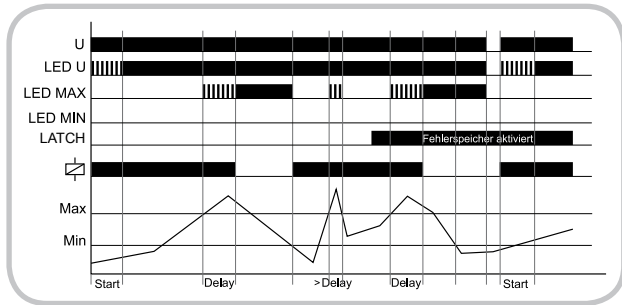 U
LED U
LED MAX
LED MIN
LATCH
Fehlerspeicher aktiviert
Max
Min
Start
Delay
>Delay
Delay
Start